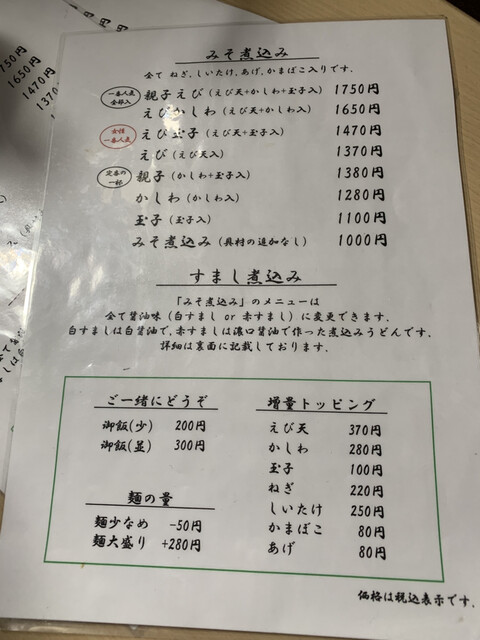 みそ煮込み
全て ねぎ、しいたけ、あげ、かまぼこ入りです。
一番人気 全部入 親子えび(えび天+かしわ+玉子入) 1750円
えびかしわ(えび天+かしわ入) 1650円
女性 一番人気 えび玉子(えび天+玉子入) 1470円
えび(えび天入) 1370円
定番の一杯 親子(かしわ+玉子入) 1380円
かしわ(かしわ入) 1280円
玉子(玉子入) 1100円
みそ煮込み(具材の追加なし) 1000円
すまし煮込み
「みそ煮込み」のメニューは
全て醤油味(白すまし or 赤すまし)に変更できます。
白すましは白醤油で、赤すましは濃口醤油で作った煮込みうどんです。
詳細は裏面に記載しております。
ご一緒にどうぞ
御飯(少) 200円
御飯(並) 300円
麺の量
麺少なめ -50円
麺大盛り +280円
増量トッピング
えび天 370円
かしわ 280円
玉子 100円
ねぎ 220円
しいたけ 250円
かまぼこ 80円
あげ 80円
価格は税込表示です。
750円
1650円
1470円
1370